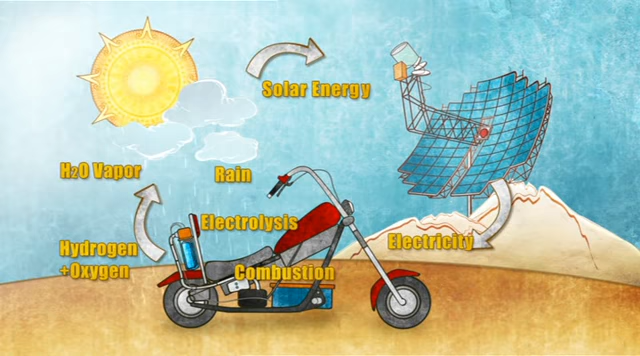 Solar Energy
H2O Vapor
Rain
Electrolysis
Electricity
Hydrogen
+Oxygen
Combustion